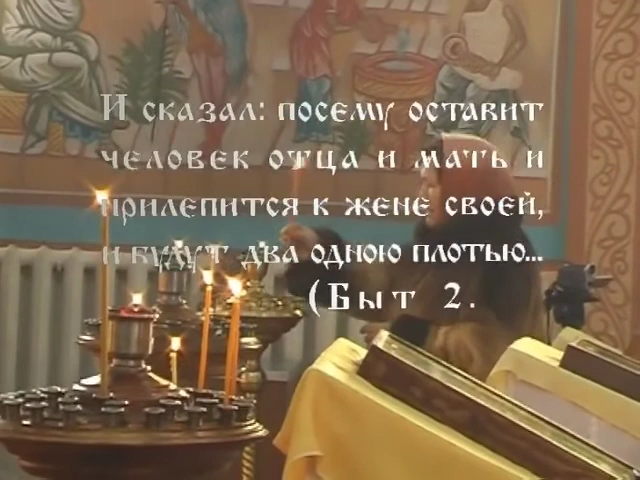 И сказал: посему оставит
человек отца и мать и
прилепится к жене своей,
и будут два одною плотью...
(Быт 2.